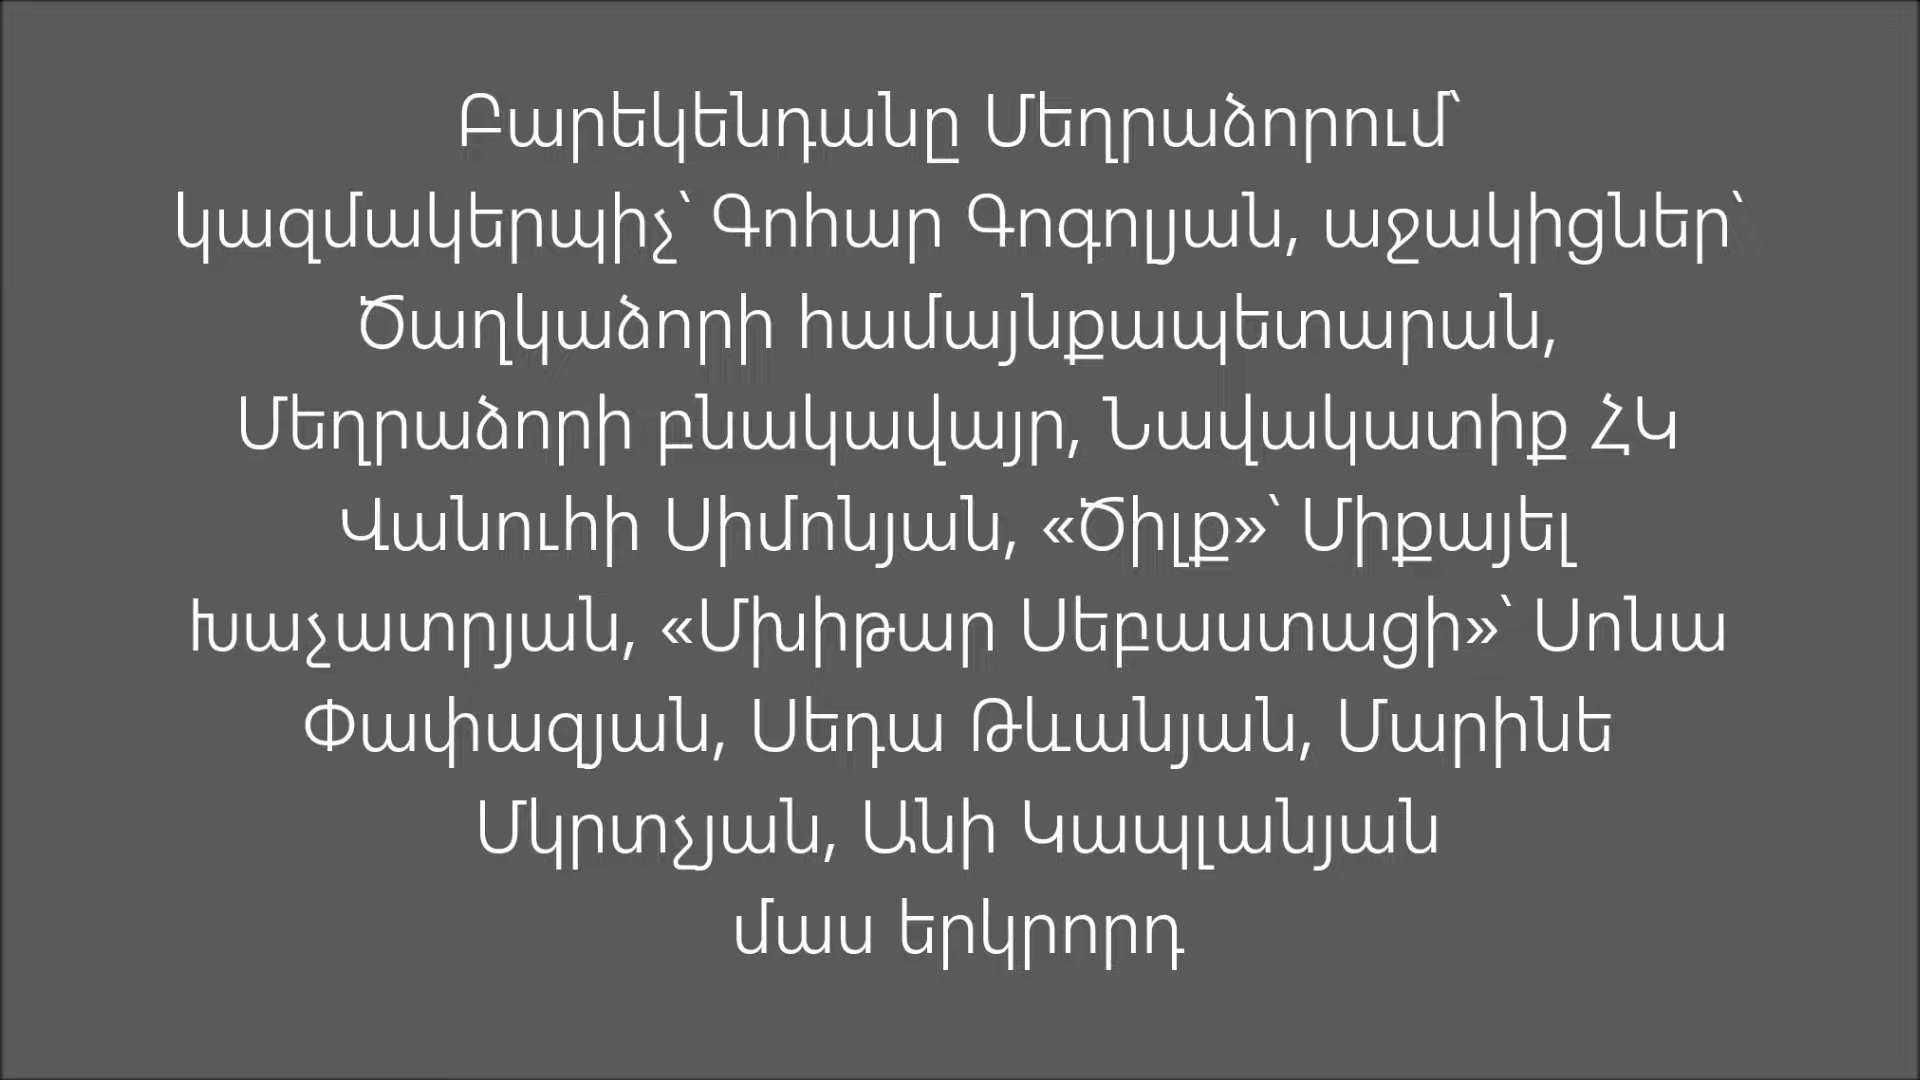 Բարեկենդանը Մեղրաձորում՝
կազմակերպիչ՝ Գոհար Գոգոլյան, աջակիցներ՝
Ծաղկաձորի համայնքապետարան,
Մեղրաձորի բնակավայր, Նավակատիք ՀԿ
Վանուհի Սիմոնյան, «Ծիլք»՝ Միքայել
Խաչատրյան, «Մխիթար Սեբաստացի»՝ Սոնա
Փափազյան, Սեդա Թևանյան, Մարինե
Մկրտչյան, Անի Կապլանյան
մաս երկրորդ